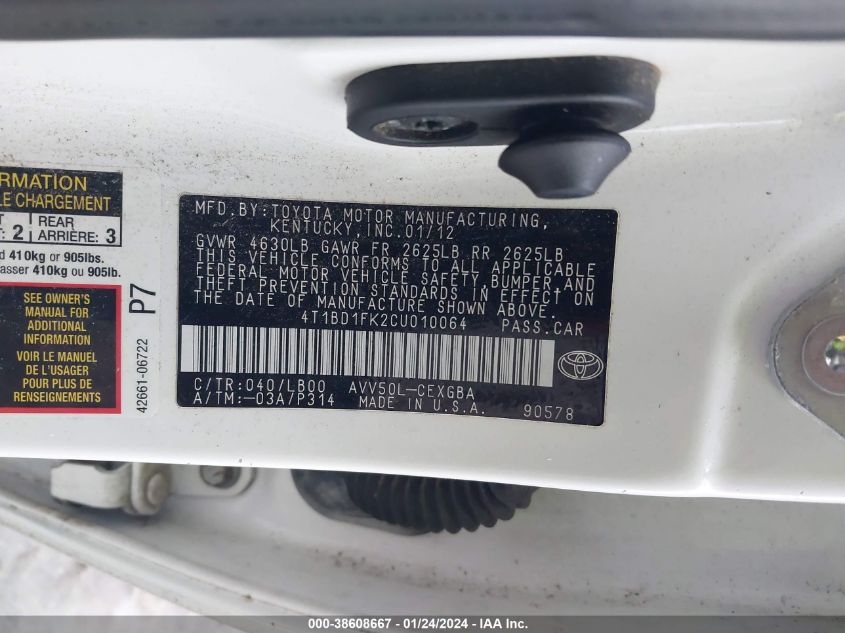 RMATION
LE CHARGEMENT
T
: 2
REAR
ARRIÈRE: 3
d 410kg or 905lbs.
passer 410kg ou 905lb.
SEE OWNER'S
MANUAL FOR
ADDITIONAL
INFORMATION
VOIR LE MANUEL
DE L'USAGER
POUR PLUS DE
RENSEIGNEMENTS
42661-06722
P7
MFD.BY:TOYOTA MOTOR MANUFACTURING,
KENTUCKY,INC.01/12
GVWR 4630LB GAWR FR 2625LB RR 2625LB
THIS VEHICLE CONFORMS TO ALL APPLICABLE
FEDERAL MOTOR VEHICLE SAFETY,BUMPER,AND
THEFT PREVENTION STANDARDS IN EFFECT ON
THE DATE OF MANUFACTURE SHOWN ABOVE.
4T1BD1FK2CU010064 PASS.CAR
C/TR:040/LB00 AVV50L-CEXGBA
A/TM:-03A/P314 MADE IN U.S.A. 90578
000-38608667 - 01/24/2024 - IAA Inc.